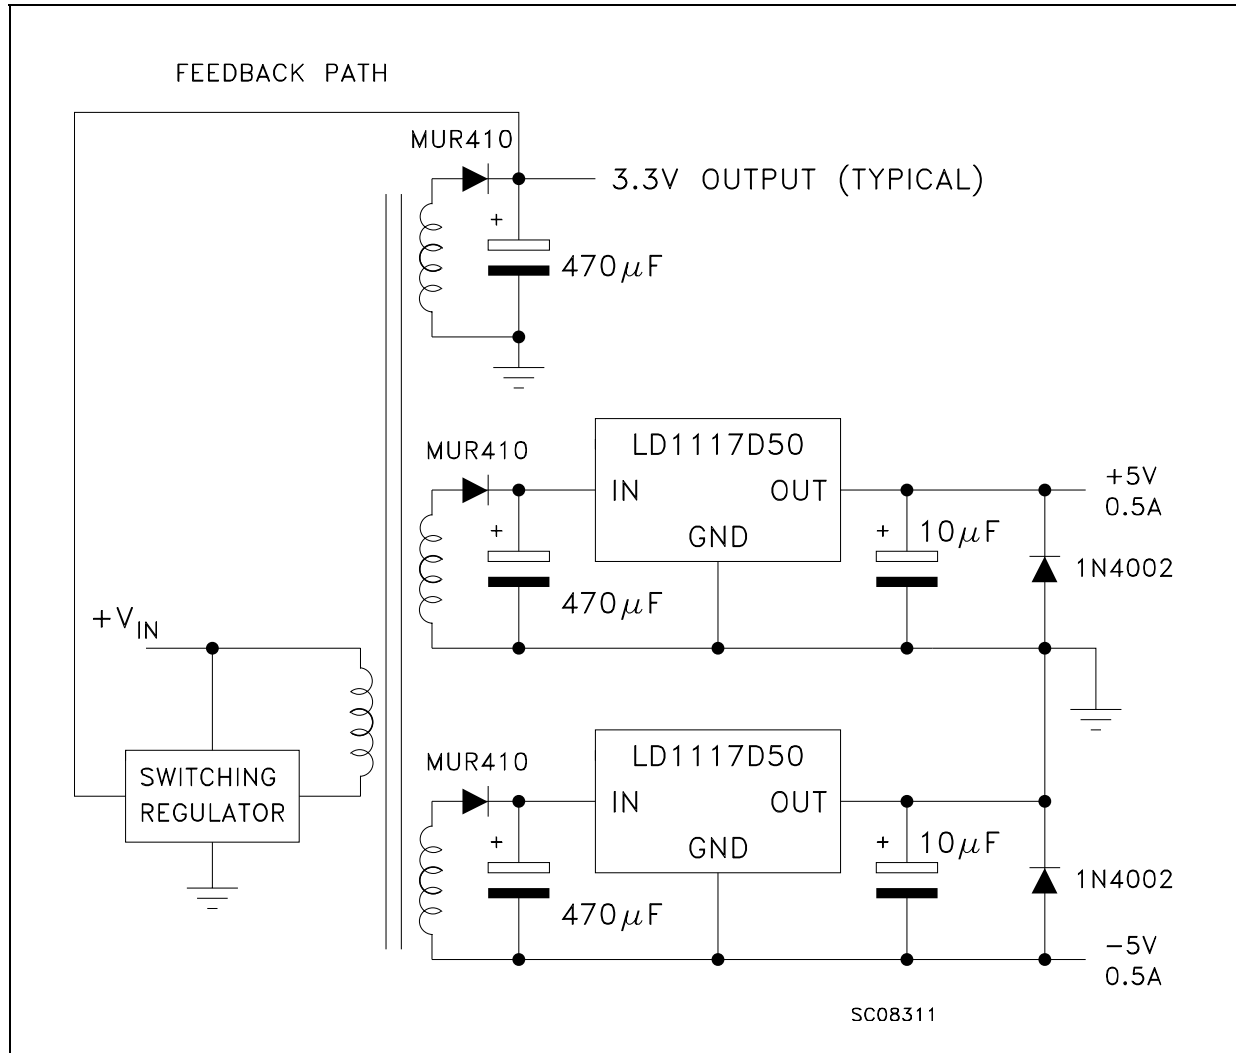 FEEDBACK PATH
MUR410
3.3V OUTPUT (TYPICAL)
+
470μF
MUR410
LD1117D50
IN
OUT
GND
+
470μF
+
10μF
+5V
0.5A
1N4002
+VIN
SWITCHING
REGULATOR
MUR410
LD1117D50
IN
OUT
GND
+
470μF
+
10μF
1N4002
−5V
0.5A
SC08311